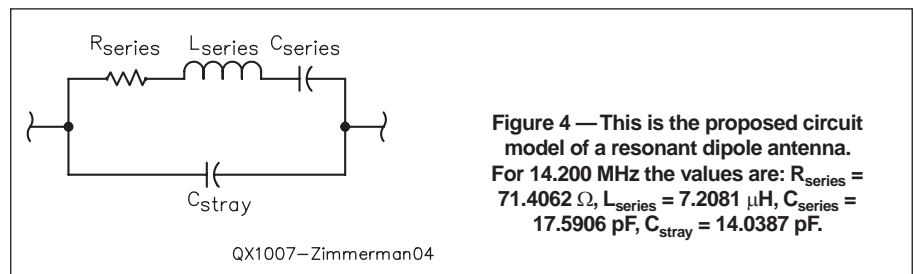 Rseries Lseries Cseries
Cstray
QX1007–Zimmerman04
Figure 4 — This is the proposed circuit
model of a resonant dipole antenna.
For 14.200 MHz the values are: Rseries =
71.4062 Ω, Lseries = 7.2081 μH, Cseries =
17.5906 pF, Cstray = 14.0387 pF.